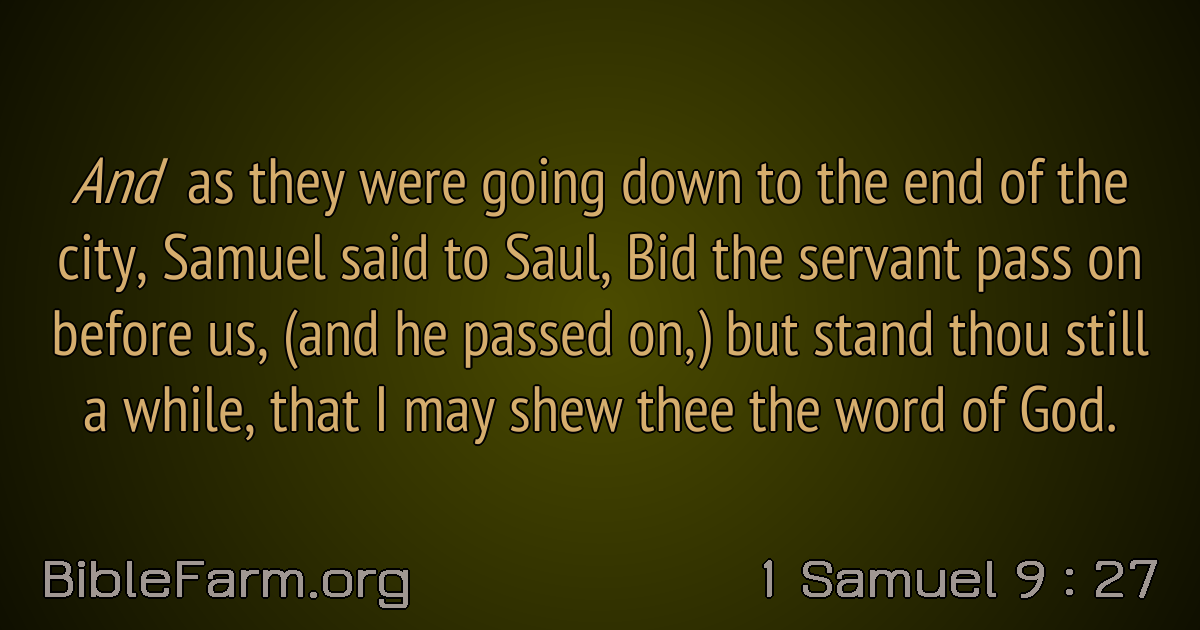 And as they were going down to the end of the
city, Samuel said to Saul, Bid the servant pass on
before us, (and he passed on,) but stand thou still
a while, that I may shew thee the word of God.
BibleFarm.org
1 Samuel 9 : 27